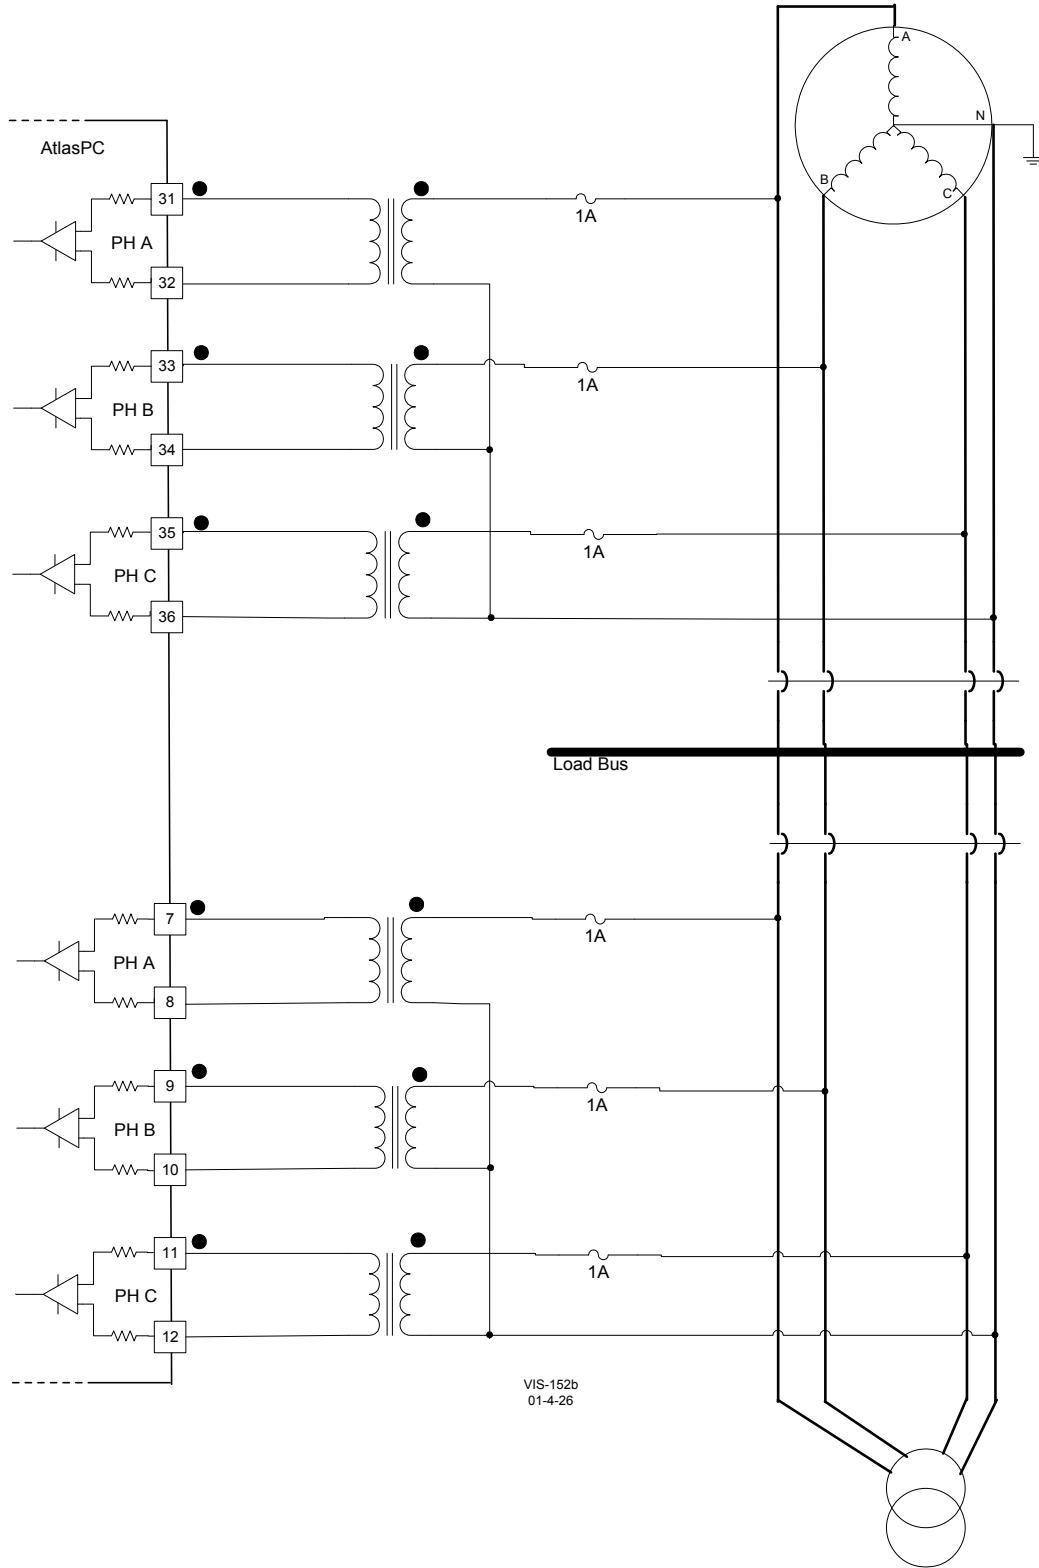 A
N
AtlasPC
B
C
31
1A
PH A
32
33
1A
PH B
34
35
1A
PH C
36
Load Bus
7
1A
PH A
8
9
1A
PH B
10
11
1A
PH C
12
VIS-152b
01-4-26